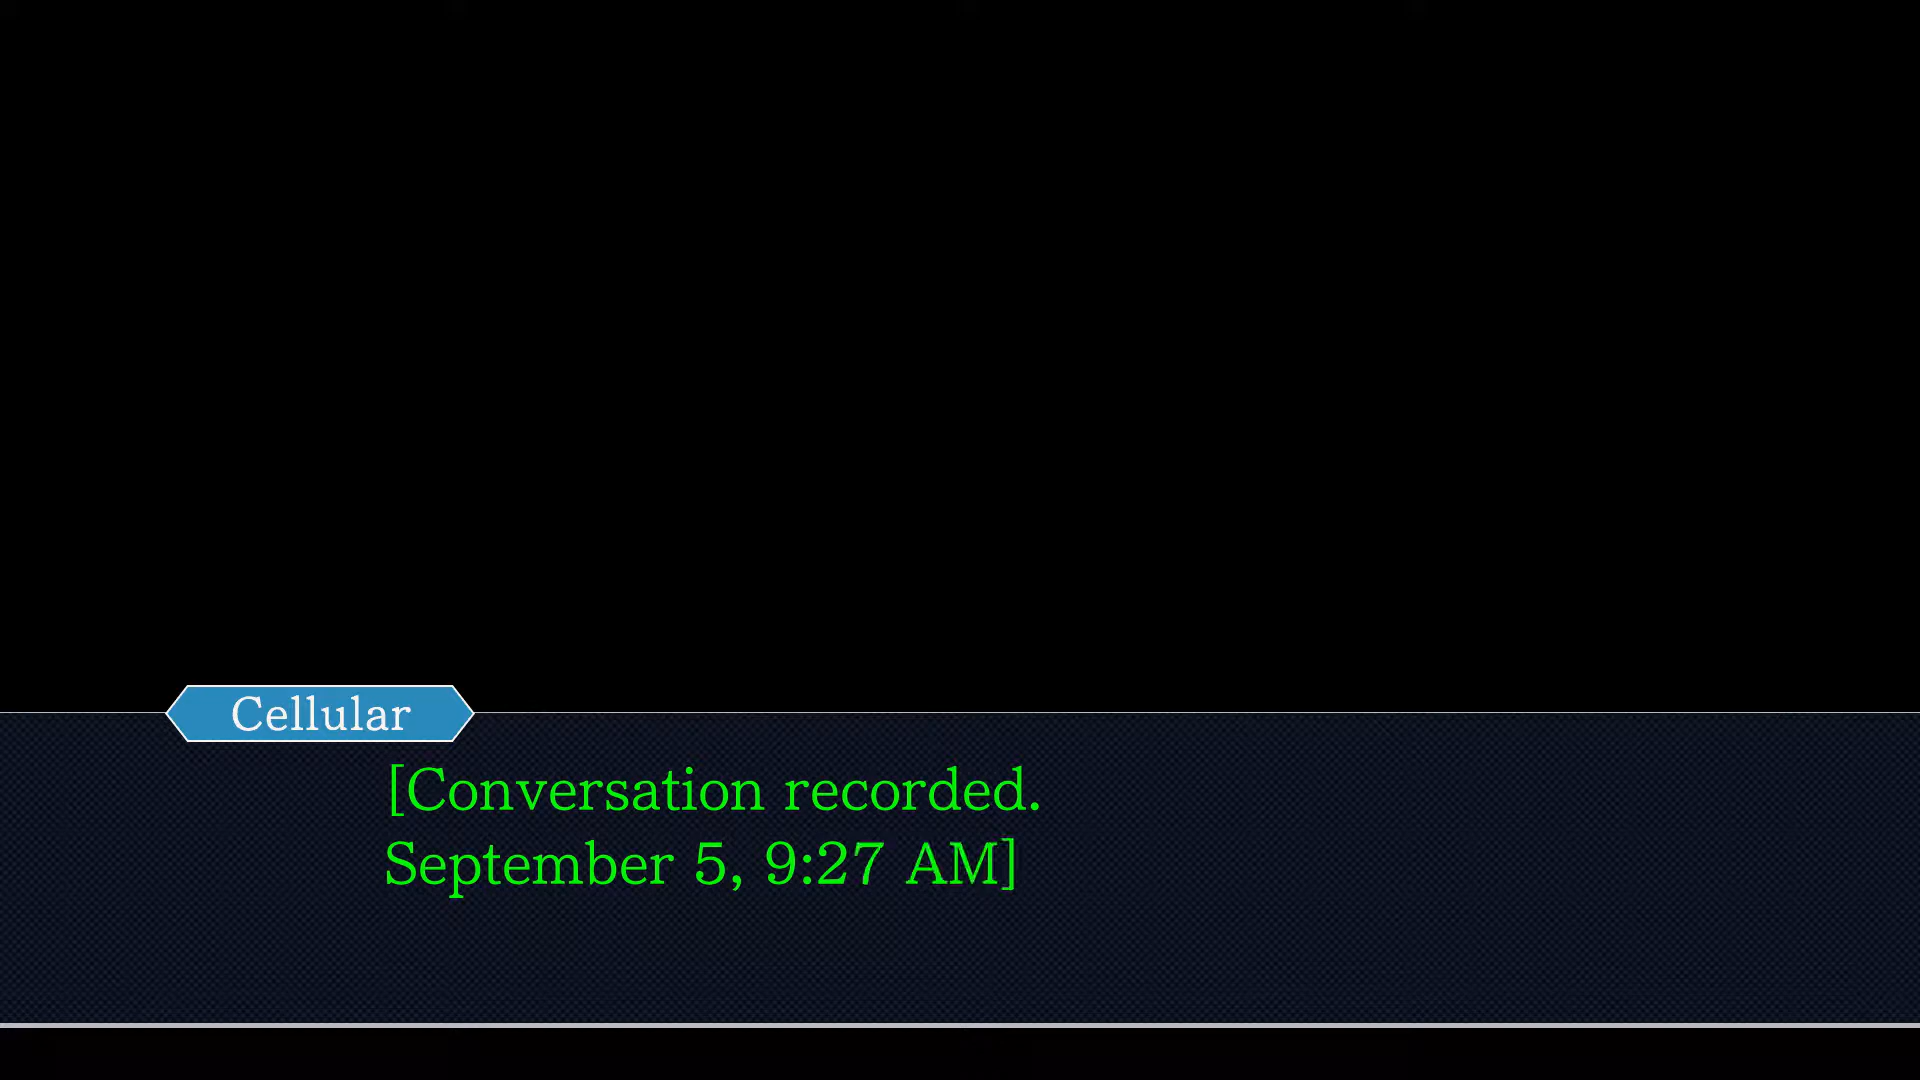 Cellular
[Conversation recorded.
September 5, 9:27 AM]